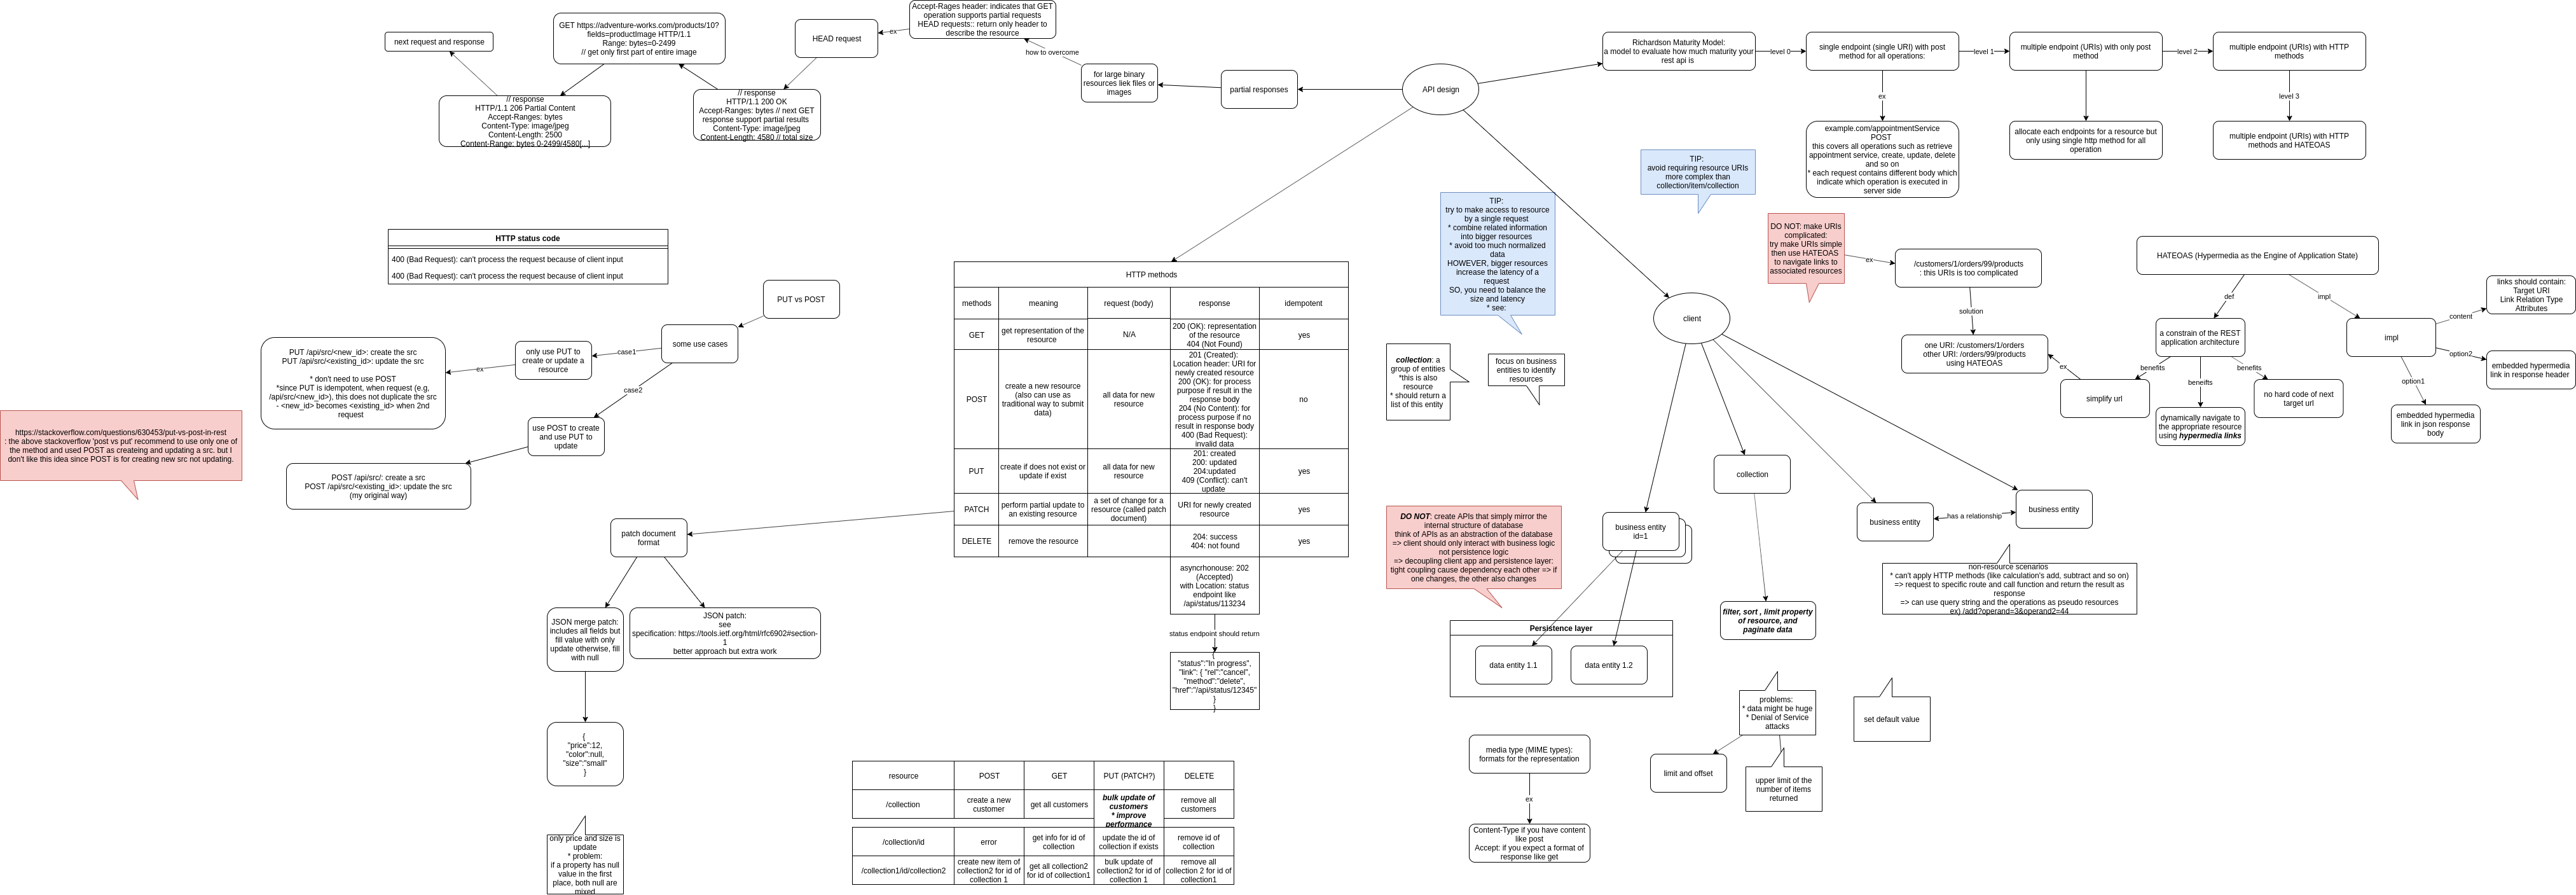 Accept-Rages header: indicates that GET
operation supports partial requests
HEAD requests:: return only header to
describe the resource
ex
HEAD request
GET https://adventure-works.com/products/10?
fields=productImage HTTP/1.1
Range: bytes=0-2499
// get only first part of entire image
next request and response
// response
HTTP/1.1 206 Partial Content
Accept-Ranges: bytes
Content-Type: image/jpeg
Content-Length: 2500
Content-Range: bytes 0-2499/4580[...]
// response
HTTP/1.1 200 OK
Accept-Ranges: bytes // next GET
response support partial results
Content-Type: image/jpeg
Content-Length: 4580 // total size
how to overcome
for large binary
resources liek files or
images
partial responses
API design
Richardson Maturity Model:
a model to evaluate how much maturity your
rest api is
level 0
single endpoint (single URI) with post
method for all operations:
level 1
multiple endpoint (URIs) with only post
method
level 2
multiple endpoint (URIs) with HTTP
methods
ex
level 3
example.com/appointmentService
POST
this covers all operations such as retrieve
appointment service, create, update, delete
and so on
* each request contains different body which
indicate which operation is executed in
server side
allocate each endpoints for a resource but
only using single http method for all
operation
multiple endpoint (URIs) with HTTP
methods and HATEOAS
TIP:
avoid requiring resource URIs
more complex than
collection/item/collection
TIP:
try to make access to resource
by a single request
* combine related information
into bigger resources
* avoid too much normalized
data
HOWEVER, bigger resources
increase the latency of a
request
SO, you need to balance the
size and latency
* see:
DO NOT: make URIs
complicated:
try make URIs simple
then use HATEOAS
to navigate links to
associated resources
ex
/customers/1/orders/99/products
: this URIs is too complicated
solution
one URI: /customers/1/orders
other URI: /orders/99/products
using HATEOAS
HATEOAS (Hypermedia as the Engine of Application State)
def
impl
a constrain of the REST
application architecture
impl
content
links should contain:
Target URI
Link Relation Type
Attributes
option2
embedded hypermedia
link in response header
option1
embedded hypermedia
link in json response
body
ex
benefits
benefits
benefits
simplify url
dynamically navigate to
the appropriate resource
using hypermedia links
no hard code of next
target url
HTTP status code
400 (Bad Request): can't process the request because of client input
400 (Bad Request): can't process the request because of client input
PUT vs POST
some use cases
case1
only use PUT to
create or update a
resource
ex
PUT /api/src/<new_id>: create the src
PUT /api/src/<existing_id>: update the src
* don't need to use POST
*since PUT is idempotent, when request (e.g,
/api/src/<new_id>), this does not duplicate the src
- <new_id> becomes <existing_id> when 2nd
request
case2
use POST to create
and use PUT to
update
POST /api/src/: create a src
POST /api/src/<existing_id>: update the src
(my original way)
https://stackoverflow.com/questions/630453/put-vs-post-in-rest
: the above stackoverflow 'post vs put' recommend to use only one of
the method and used POST as createing and updating a src. but I
don't like this idea since POST is for creating new src not updating.
HTTP methods
methods meaning request (body) response idempotent
GET
get representation of the
resource
N/A
200 (OK): representation
of the resource
404 (Not Found)
yes
POST
create a new resource
(also can use as
traditional way to submit
data)
all data for new
resource
201 (Created):
Location header: URI for
newly created resource
200 (OK): for process
purpose if result in the
response body
204 (No Content): for
process purpose if no
result in response body
400 (Bad Request):
invalid data
no
PUT
create if does not exist or
update if exist
all data for new
resource
201: created
200: updated
204:updated
409 (Conflict): can't
update
yes
PATCH
perform partial update to
an existing resource
a set of change for a
resource (called patch
document)
URI for newly created
resource
yes
DELETE
remove the resource
204: success
404: not found
yes
asyncrhonouse: 202
(Accepted)
with Location: status
endpoint like
/api/status/113234
status endpoint should return
{
"status":"In progress",
"link": { "rel":"cancel",
"method":"delete",
"href":"/api/status/12345"
}
}
patch document
format
JSON merge patch:
includes all fields but
fill value with only
update otherwise, fill
with null
JSON patch:
see
specification: https://tools.ietf.org/html/rfc6902#section-
1
better approach but extra work
{
"price":12,
"color":null,
"size":"small"
}
only price and size is
update
* problem:
if a property has null
value in the first
place, both null are
mixed
client
collection: a
group of entities
*this is also
resource
* should return a
list of this entity
focus on business
entities to identify
resources
collection
business entity
has a relationship
business entity
business entity
id=1
DO NOT: create APIs that simply mirror the
internal structure of database
think of APIs as an abstraction of the database
=> client should only interact with business logic
not persistence logic
=> decoupling client app and persistence layer:
tight coupling cause dependency each other => if
one changes, the other also changes
non-resource scenarios
* can't apply HTTP methods (like calculation's add, subtract and so on)
=> request to specific route and call function and return the result as
response
=> can use query string and the operations as pseudo resources
ex) /add?operand=3&operand2=44
Persistence layer
data entity 1.1
data entity 1.2
filter, sort , limit property
of resource, and
paginate data
problems:
* data might be huge
* Denial of Service
attacks
set default value
limit and offset
upper limit of the
number of items
returned
media type (MIME types):
formats for the representation
ex
Content-Type if you have content
like post
Accept: if you expect a format of
response like get
resource POST GET PUT (PATCH?) DELETE
/collection
create a new
customer
get all customers
bulk update of
customers
* improve
performance
remove all
customers
/collection/id
error
get info for id of
collection
update the id of
collection if exists
remove id of
collection
/collection1/id/collection2
create new item of
collection2 for id of
collection 1
get all collection2
for id of collection1
bulk update of
collection2 for id of
collection 1
remove all
collection 2 for id of
collection1